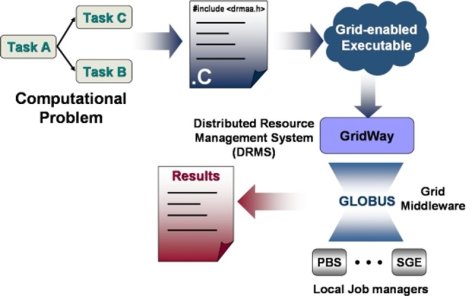 Task C
Task A
Task B
Computational
Problem
#include <drmaa.h>
.C
Grid-enabled
Executable
Distributed Resource
Management System
(DRMS)
GridWay
Results
GLOBUS
Grid
Middleware
PBS • • • SGE
Local Job managers